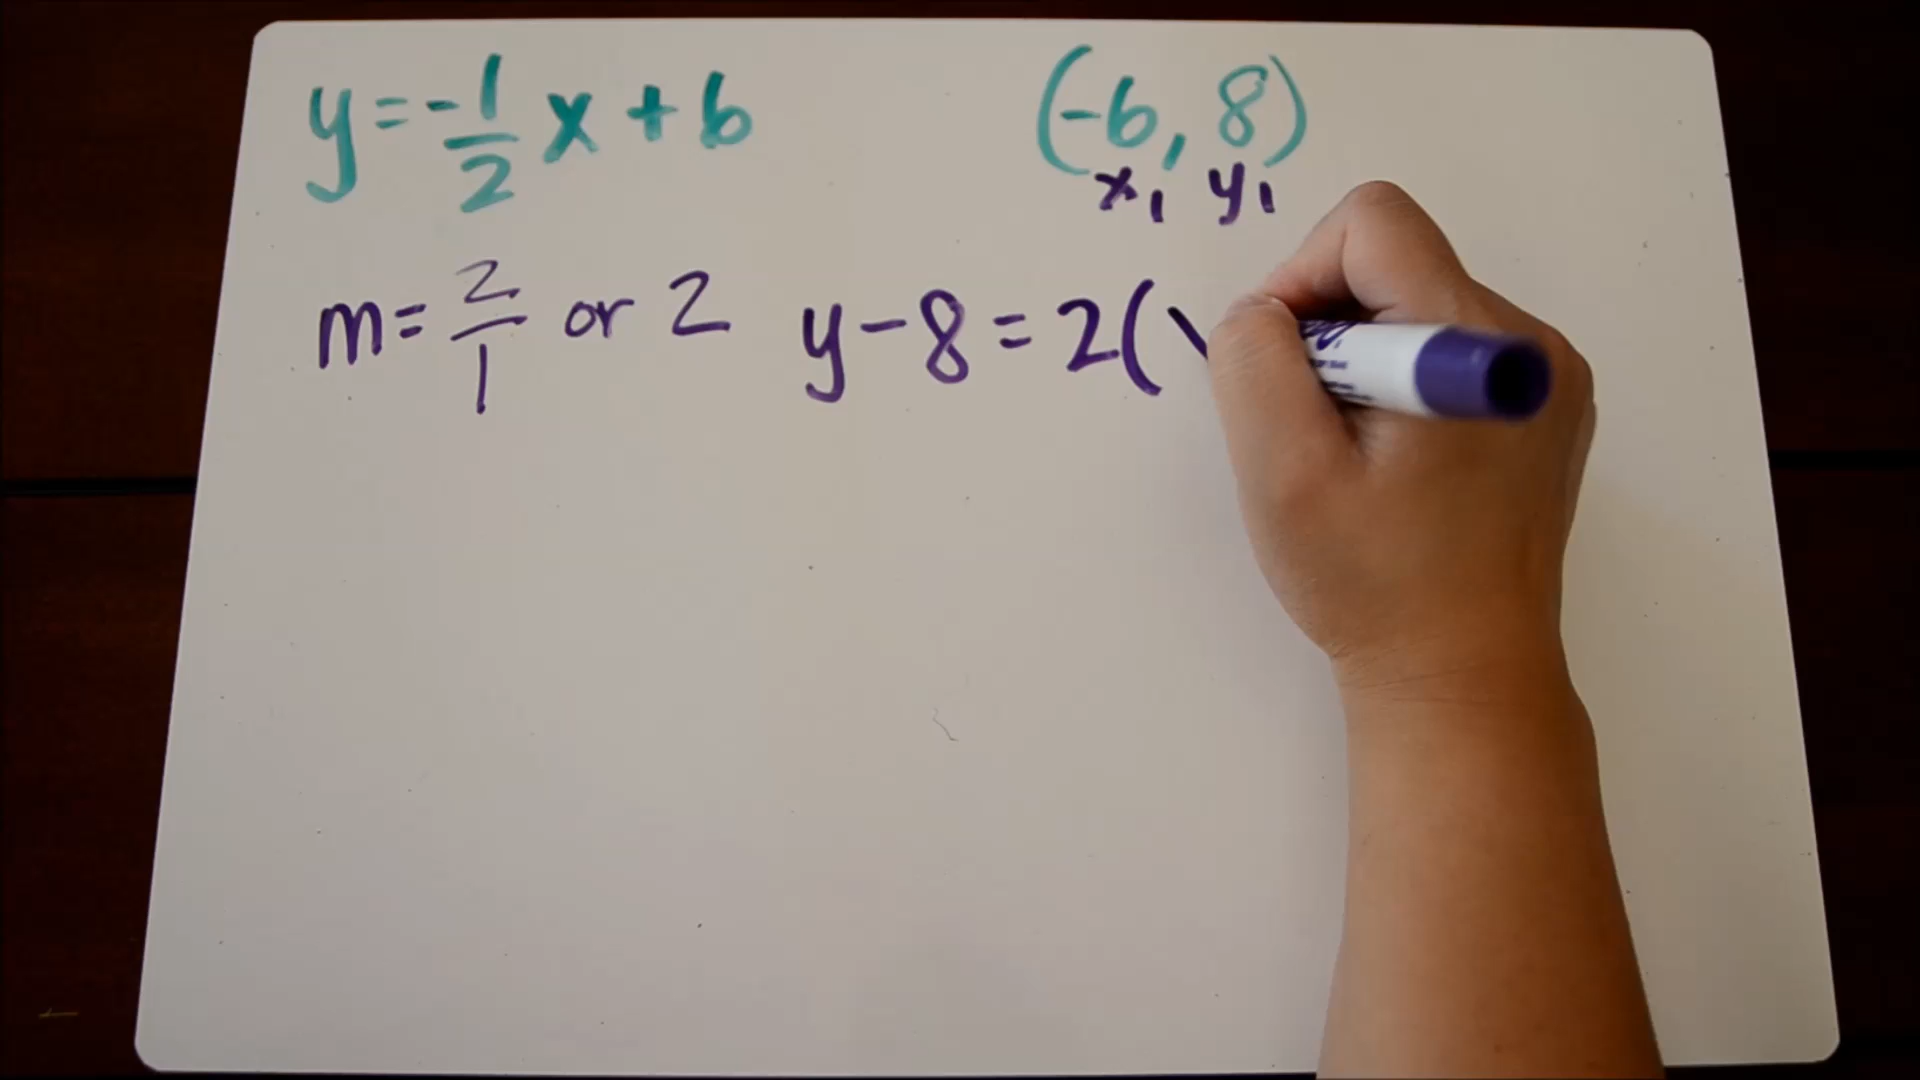 y = -1/2 x + 6
(-6, 8)
x₁ y₁
m = 2/1 or 2
y - 8 = 2(